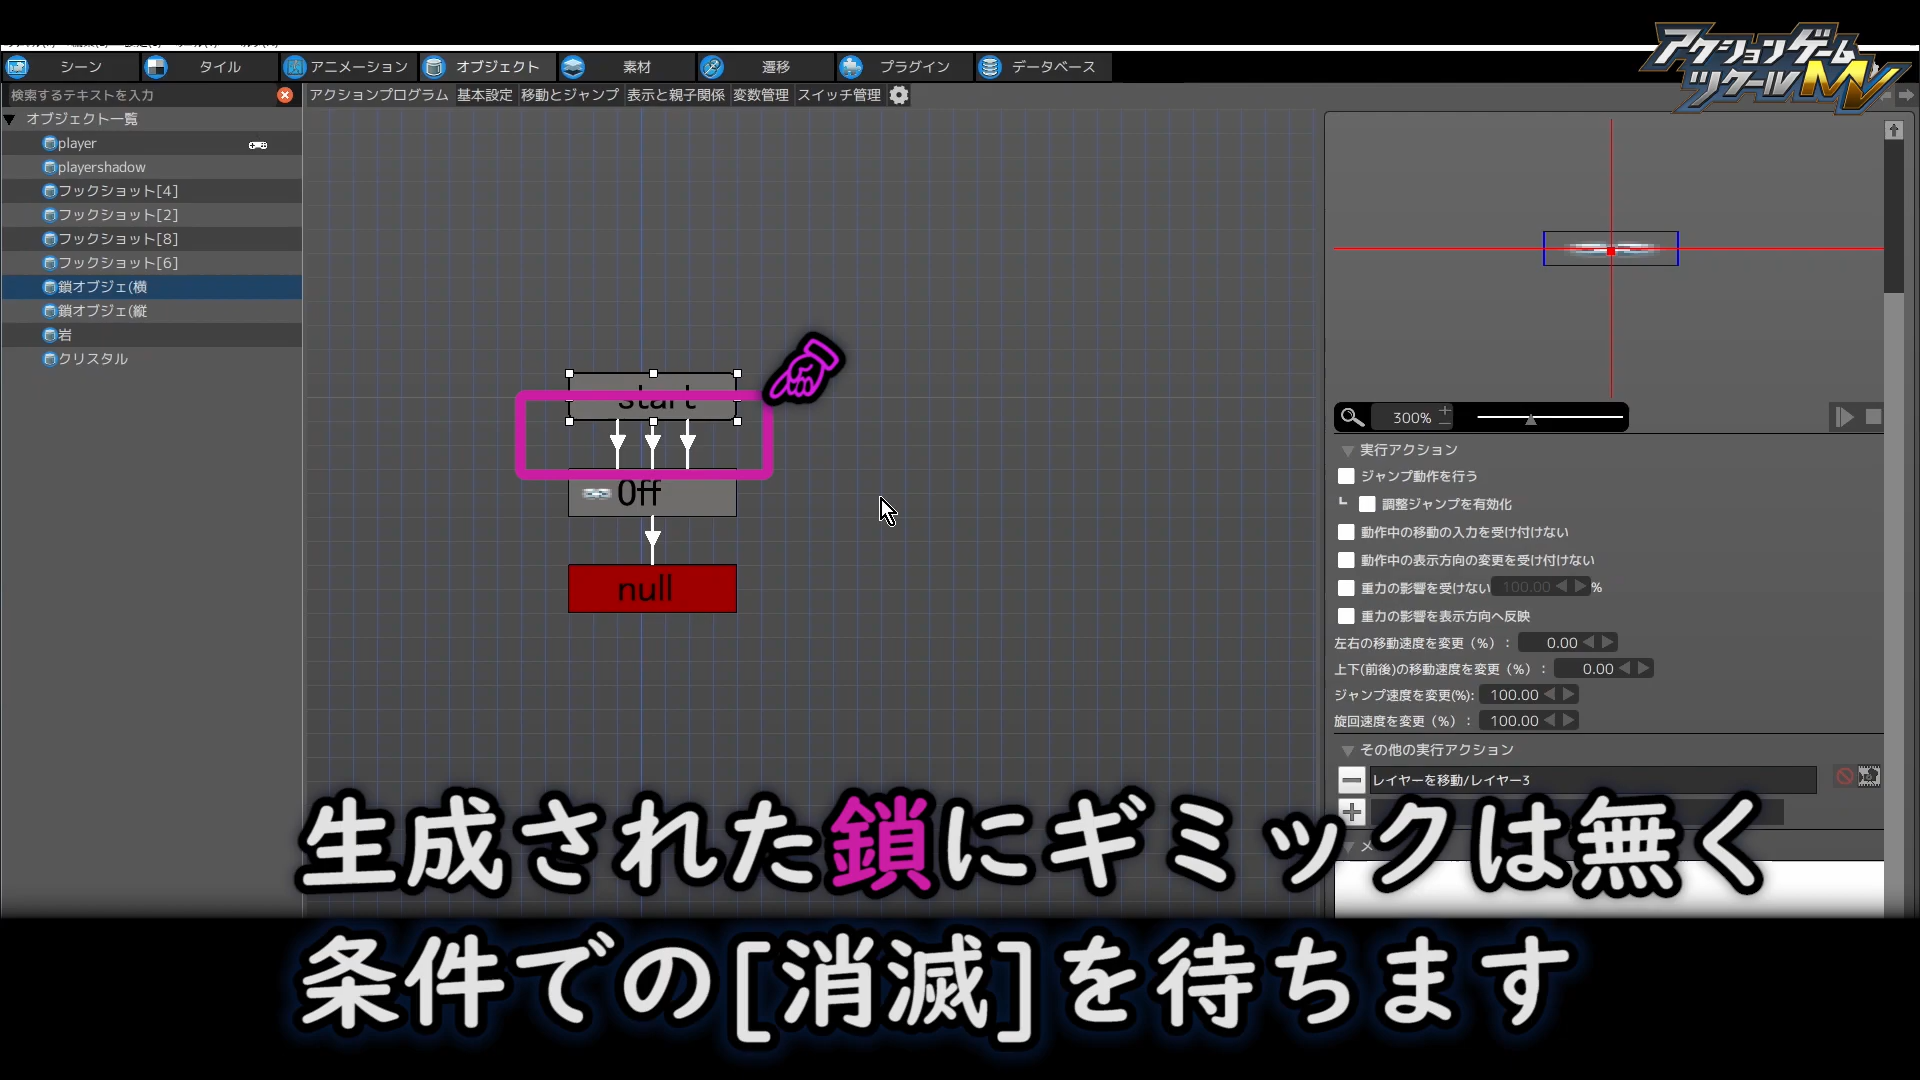 アクションゲーム
ツクールMV
シーン
タイル
アニメーション
オブジェクト
素材
遷移
プラグイン
データベース
検索するテキストを入力
アクションプログラム 基本設定 移動とジャンプ 表示と親子関係 変数管理 スイッチ管理
オブジェクト一覧
player
playershadow
フックショット[4]
フックショット[2]
フックショット[8]
フックショット[6]
鎖オブジェ(横
鎖オブジェ(縦
岩
クリスタル
start
Off
null
300%
実行アクション
ジャンプ動作を行う
調整ジャンプを有効化
動作中の移動の入力を受け付けない
動作中の表示方向の変更を受け付けない
重力の影響を受けない 100.00 %
重力の影響を表示方向へ反映
左右の移動速度を変更（%）： 0.00
上下(前後)の移動速度を変更（%）： 0.00
ジャンプ速度を変更(%): 100.00
旋回速度を変更（%）： 100.00
その他の実行アクション
レイヤーを移動/レイヤー3
生成された鎖にギミックは無く
条件での[消滅]を待ちます